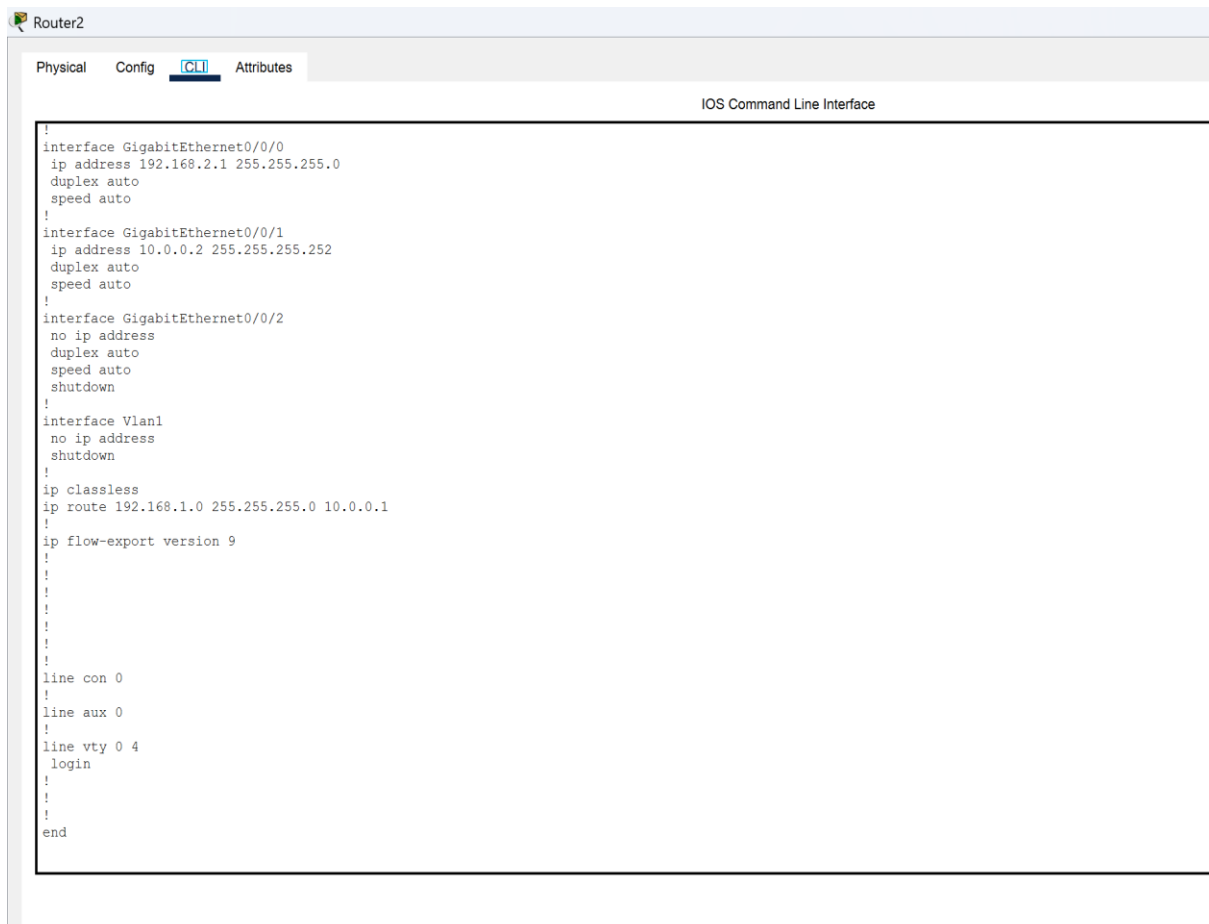 Router2
Physical Config CLI Attributes
IOS Command Line Interface
!
interface GigabitEthernet0/0/0
 ip address 192.168.2.1 255.255.255.0
 duplex auto
 speed auto
!
interface GigabitEthernet0/0/1
 ip address 10.0.0.2 255.255.255.252
 duplex auto
 speed auto
!
interface GigabitEthernet0/0/2
 no ip address
 duplex auto
 speed auto
 shutdown
!
interface Vlan1
 no ip address
 shutdown
!
ip classless
ip route 192.168.1.0 255.255.255.0 10.0.0.1
!
ip flow-export version 9
!
!
!
!
!
!
!
line con 0
!
line aux 0
!
line vty 0 4
 login
!
!
!
end